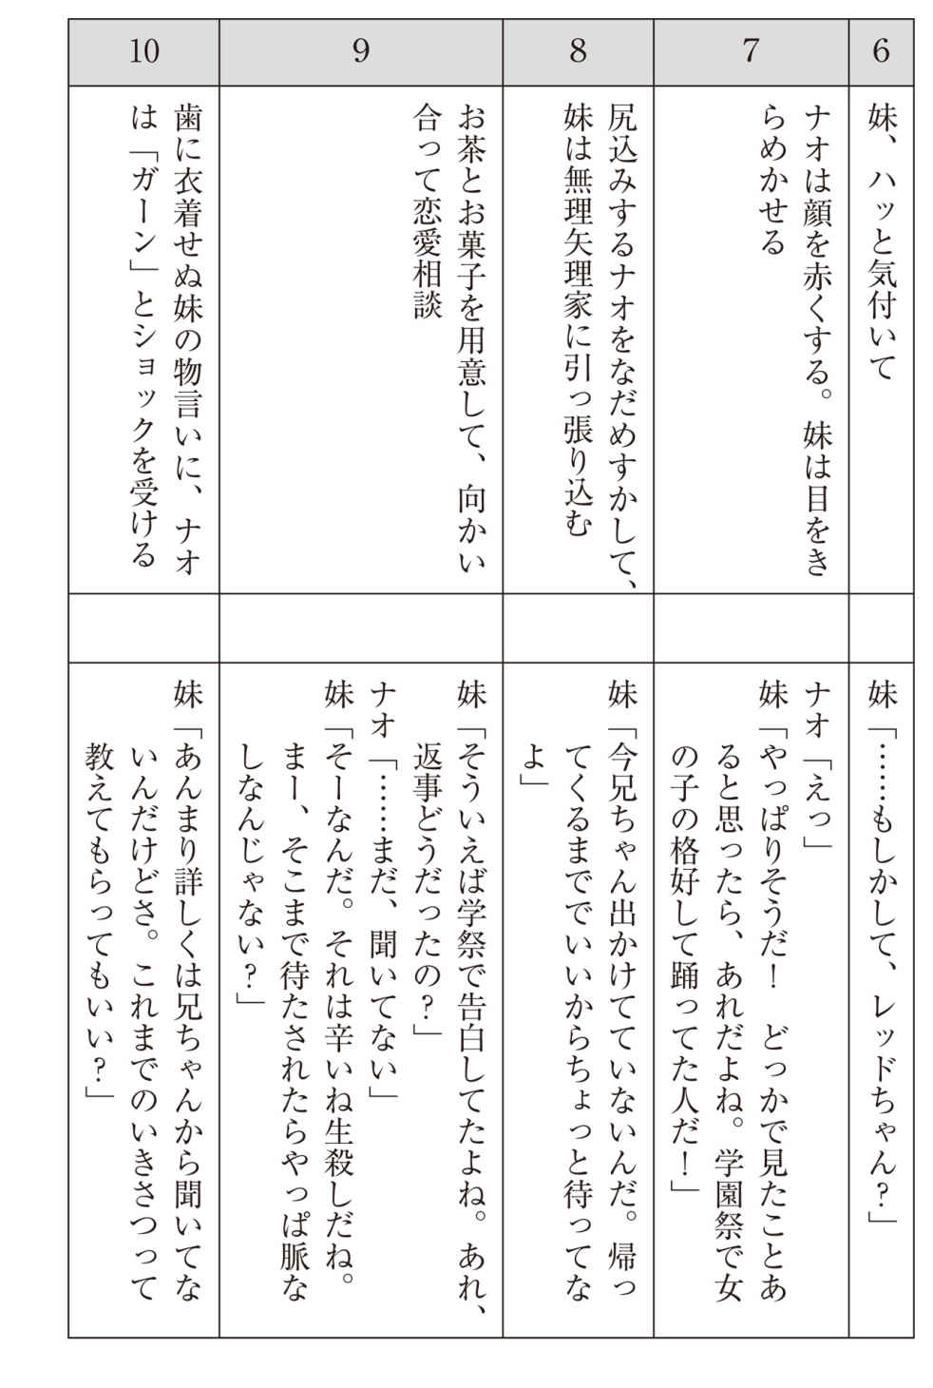 6
妹、ハッと気付いて
妹「……もしかして、レッドちゃん?」
7
ナオは顔を赤くする。妹は目をき
らめかせる
ナオ「えっ」
妹「やっぱりそうだ!　どっかで見たことあ
ると思ったら、あれだよね。学園祭で女
の子の格好して踊ってた人だ!」
8
尻込みするナオをなだめすかして、
妹は無理矢理家に引っ張り込む
妹「今兄ちゃん出かけてていないんだ。帰っ
てくるまででいいからちょっと待ってな
よ」
9
お茶とお菓子を用意して、向かい
合って恋愛相談
妹「そういえば学祭で告白してたよね。あれ、
返事どうだったの?」
ナオ「……まだ、聞いてない」
妹「そーなんだ。それは辛いね生殺しだね。
まー、そこまで待たされたらやっぱ脈な
しなんじゃない?」
10
歯に衣着せぬ妹の物言いに、ナオ
は「ガーン」とショックを受ける
妹「あんまり詳しくは兄ちゃんから聞いてな
いんだけどさ。これまでのいきさつって
教えてもらってもいい?」